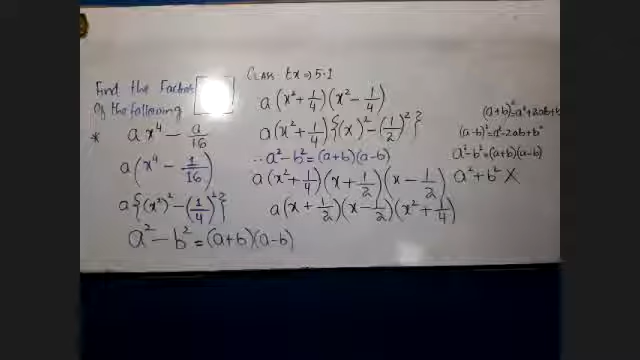 Class Ex ⇒ 5.1
Find the Factors
Of the following
* ax⁴ − a/16
a(x⁴ − 1/16)
a{(x²)² − (1/4)²}
a² − b² = (a+b)(a−b)
a(x² + 1/4)(x² − 1/4)
a(x² + 1/4){(x)² − (1/2)²}
∴ a² − b² = (a+b)(a−b)
a(x² + 1/4)(x + 1/2)(x − 1/2)
a(x + 1/2)(x − 1/2)(x² + 1/4)
(a+b)² = a²+2ab+b
(a−b)² = a²−2ab+b²
a²−b² = (a+b)(a−b)
a² + b² ×